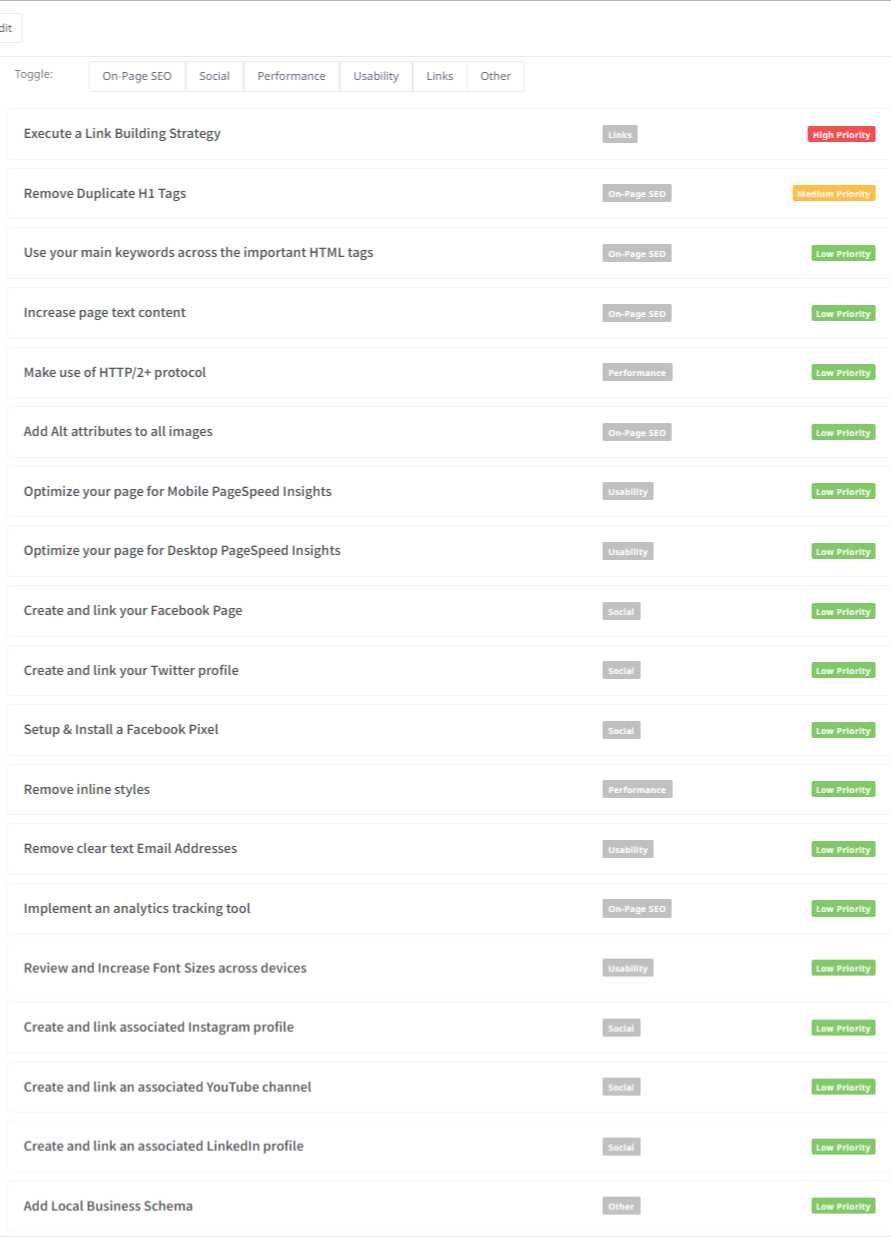 dit
Toggle: On-Page SEO Social Performance Usability Links Other
Execute a Link Building Strategy Links High Priority
Remove Duplicate H1 Tags On-Page SEO Medium Priority
Use your main keywords across the important HTML tags On-Page SEO Low Priority
Increase page text content On-Page SEO Low Priority
Make use of HTTP/2+ protocol Performance Low Priority
Add Alt attributes to all images On-Page SEO Low Priority
Optimize your page for Mobile PageSpeed Insights Usability Low Priority
Optimize your page for Desktop PageSpeed Insights Usability Low Priority
Create and link your Facebook Page Social Low Priority
Create and link your Twitter profile Social Low Priority
Setup & Install a Facebook Pixel Social Low Priority
Remove inline styles Performance Low Priority
Remove clear text Email Addresses Usability Low Priority
Implement an analytics tracking tool On-Page SEO Low Priority
Review and Increase Font Sizes across devices Usability Low Priority
Create and link associated Instagram profile Social Low Priority
Create and link an associated YouTube channel Social Low Priority
Create and link an associated LinkedIn profile Social Low Priority
Add Local Business Schema Other Low Priority